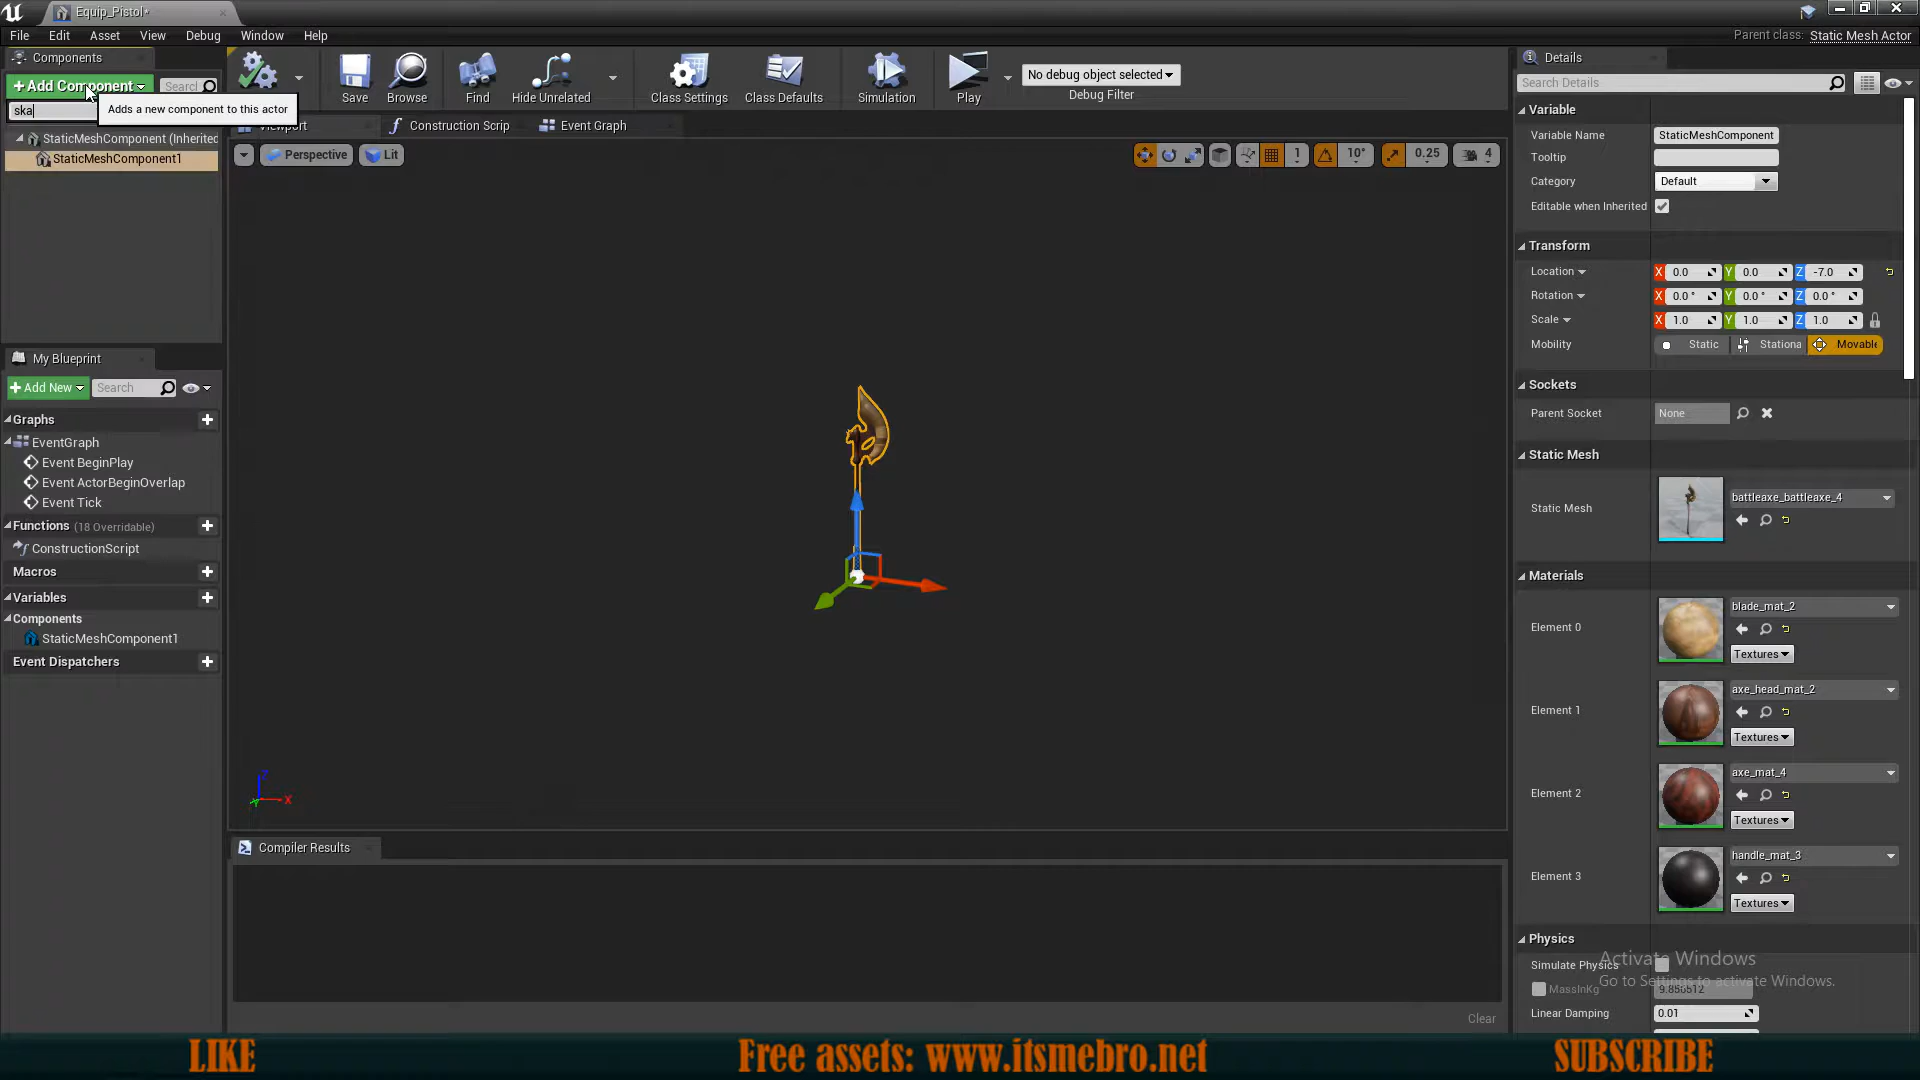 Equip_Pistol*
File Edit Asset View Debug Window Help
Parent class: Static Mesh Actor
Components
+Add Component
Search
ska
Adds a new component to this actor
StaticMeshComponent (Inherited
StaticMeshComponent1
Save Browse Find Hide Unrelated Class Settings Class Defaults Simulation Play
No debug object selected
Debug Filter
Viewport Construction Scrip Event Graph
Perspective Lit
1 10° 0.25 4
My Blueprint
+Add New Search
Graphs
EventGraph
Event BeginPlay
Event ActorBeginOverlap
Event Tick
Functions (18 Overridable)
ConstructionScript
Macros
Variables
Components
StaticMeshComponent1
Event Dispatchers
Z
X
Compiler Results
Clear
Details
Search Details
Variable
Variable Name StaticMeshComponent
Tooltip
Category Default
Editable when Inherited
Transform
Location X 0.0 Y 0.0 Z -7.0
Rotation X 0.0 ° Y 0.0 ° Z 0.0 °
Scale X 1.0 Y 1.0 Z 1.0
Mobility Static Stationa Movable
Sockets
Parent Socket None
Static Mesh
Static Mesh battleaxe_battleaxe_4
Materials
Element 0 blade_mat_2
Textures
Element 1 axe_head_mat_2
Textures
Element 2 axe_mat_4
Textures
Element 3 handle_mat_3
Textures
Physics
Simulate Physics
MassInKg
Linear Damping 0.01
Activate Windows
Go to Settings to activate Windows.
LIKE Free assets: www.itsmebro.net SUBSCRIBE